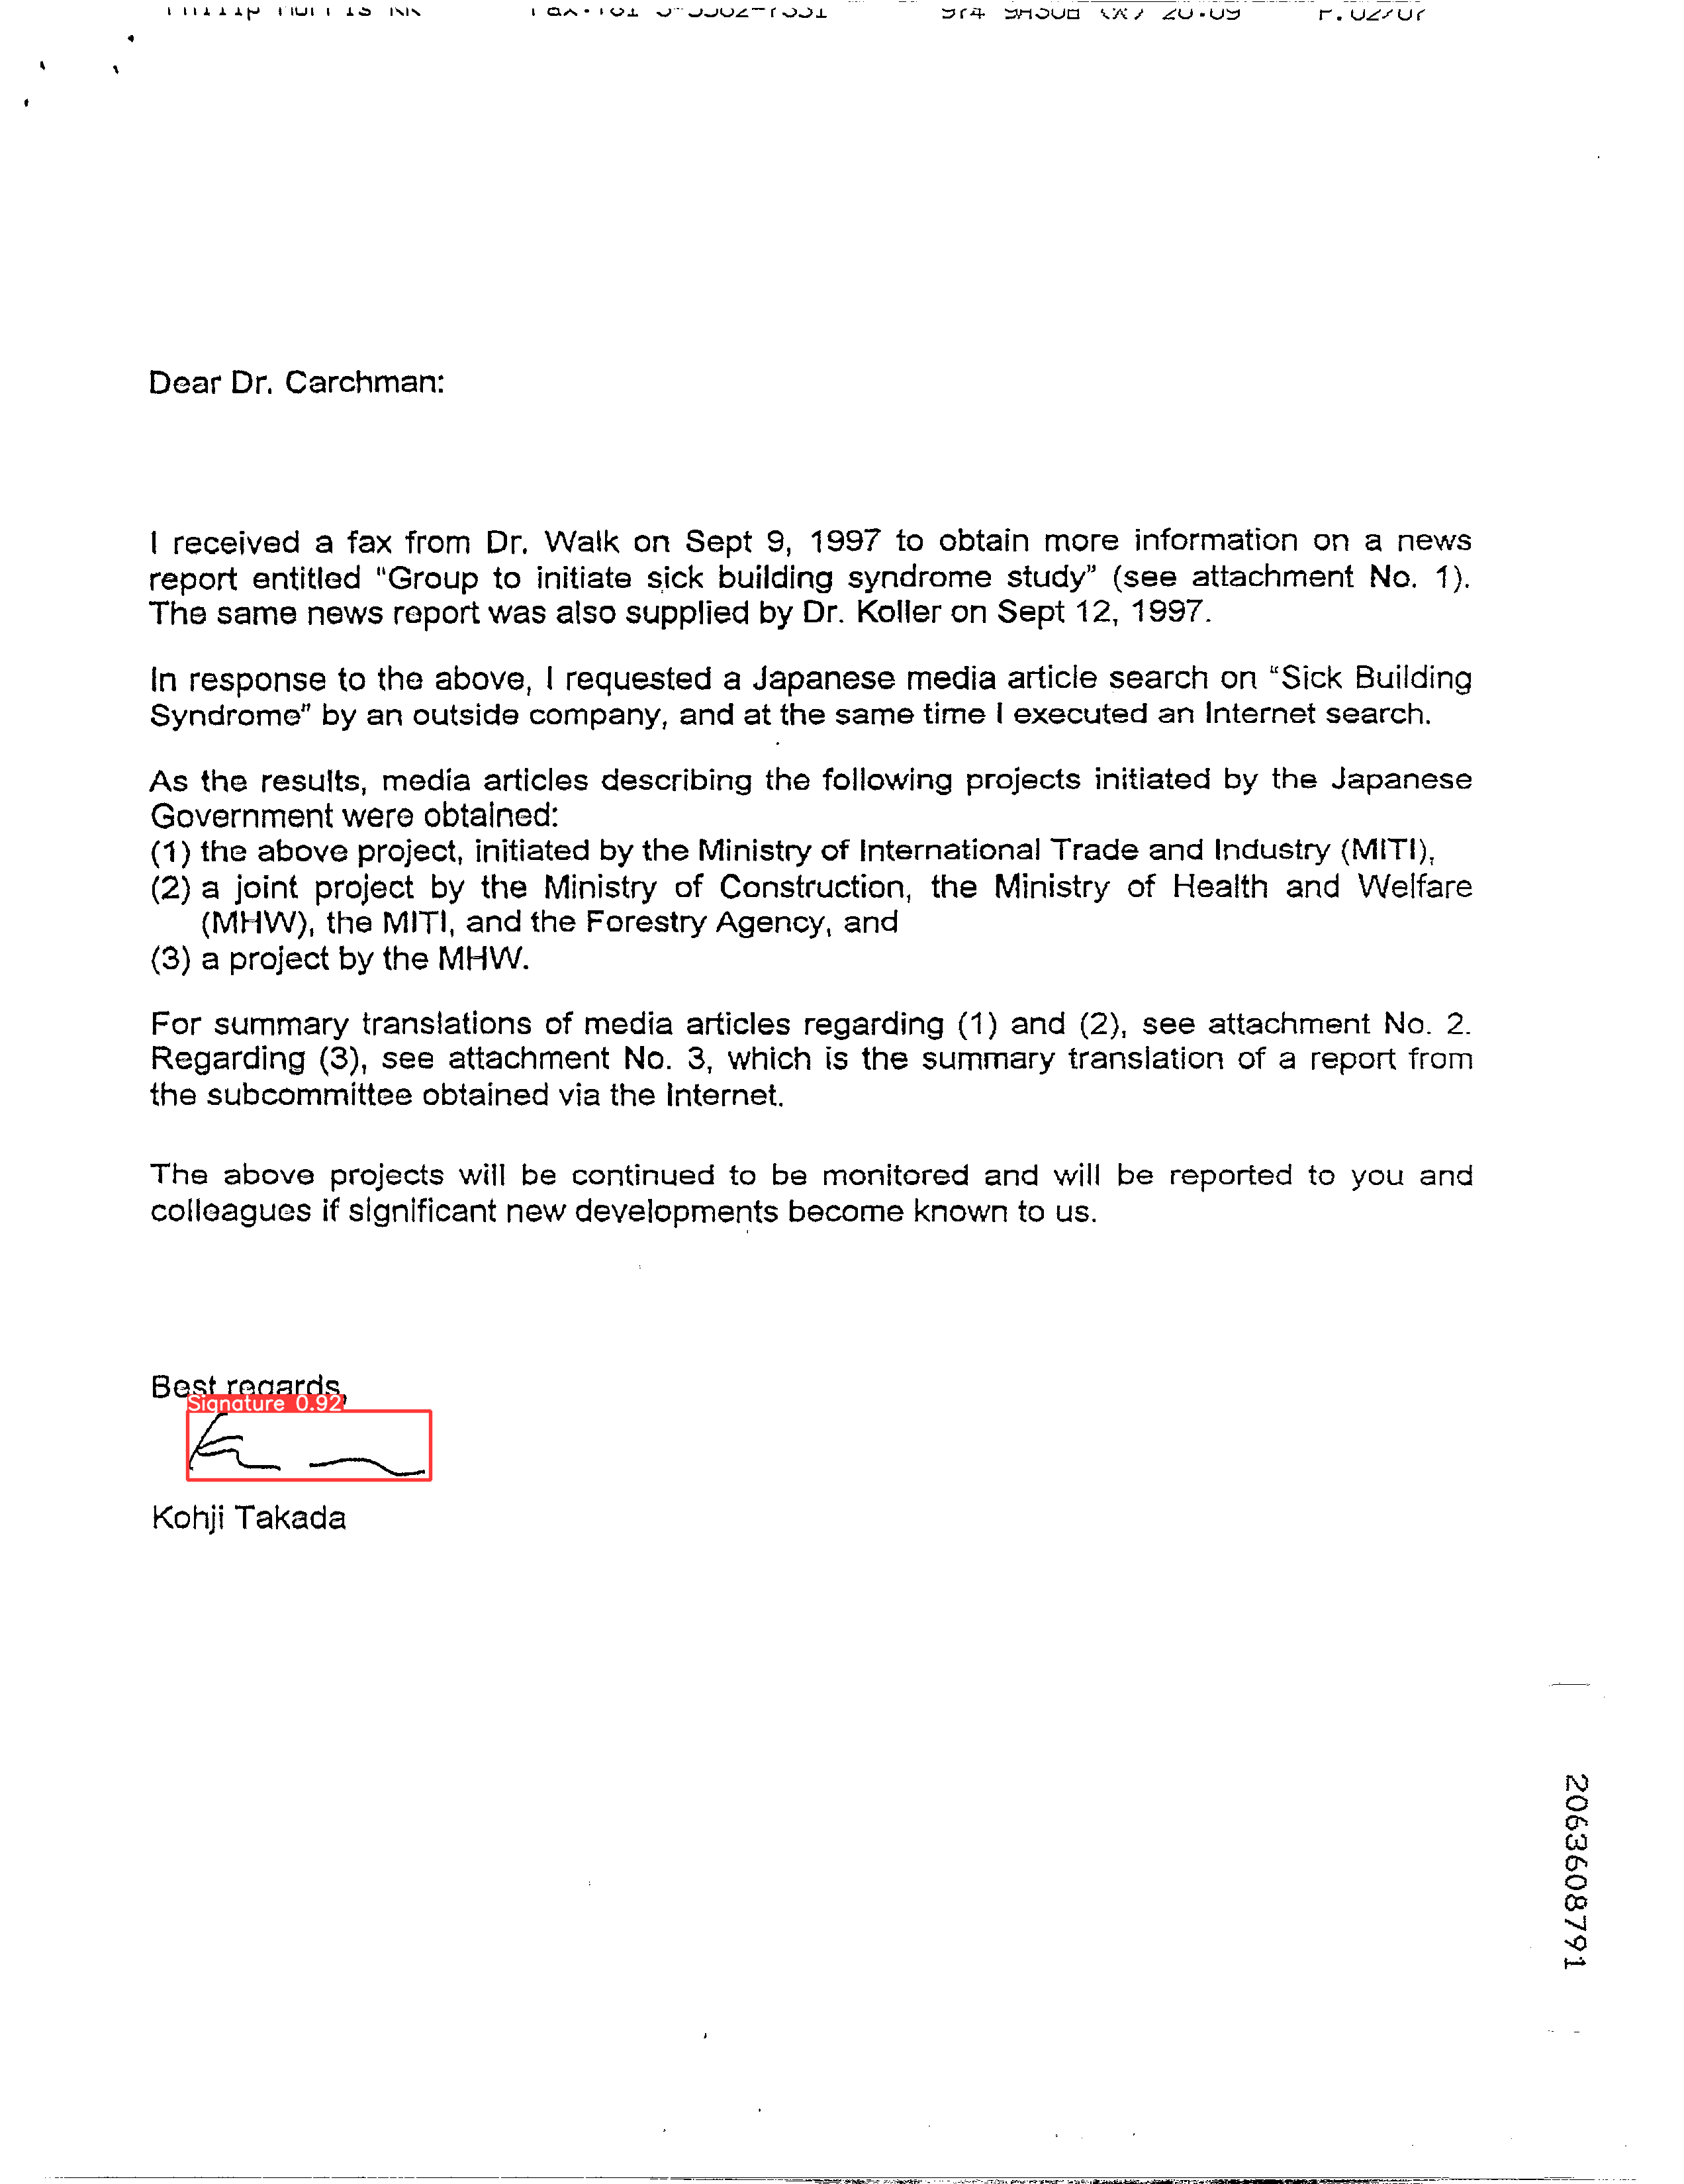 Dear Dr. Carchman:
I received a fax from Dr. Walk on Sept 9, 1997 to obtain more information on a news
report entitled "Group to initiate sick building syndrome study" (see attachment No. 1).
The same news report was also supplied by Dr. Koller on Sept 12, 1997.
In response to the above, I requested a Japanese media article search on "Sick Building
Syndrome" by an outside company, and at the same time I executed an Internet search.
As the results, media articles describing the following projects initiated by the Japanese
Government were obtained:
(1) the above project, initiated by the Ministry of International Trade and Industry (MITI),
(2) a joint project by the Ministry of Construction, the Ministry of Health and Welfare
(MHW), the MITI, and the Forestry Agency, and
(3) a project by the MHW.
For summary translations of media articles regarding (1) and (2), see attachment No. 2.
Regarding (3), see attachment No. 3, which is the summary translation of a report from
the subcommittee obtained via the Internet.
The above projects will be continued to be monitored and will be reported to you and
colleagues if significant new developments become known to us.
Best regards,
Signature 0.92
Kohji Takada
2063608791